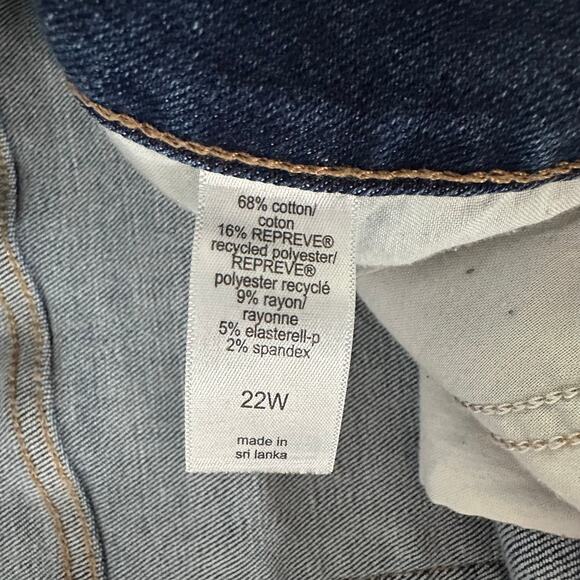 68% cotton/
coton
16% REPREVE®
recycled polyester/
REPREVE®
polyester recyclé
9% rayon/
rayonne
5% elasterell-p
2% spandex
22W
made in
sri lanka